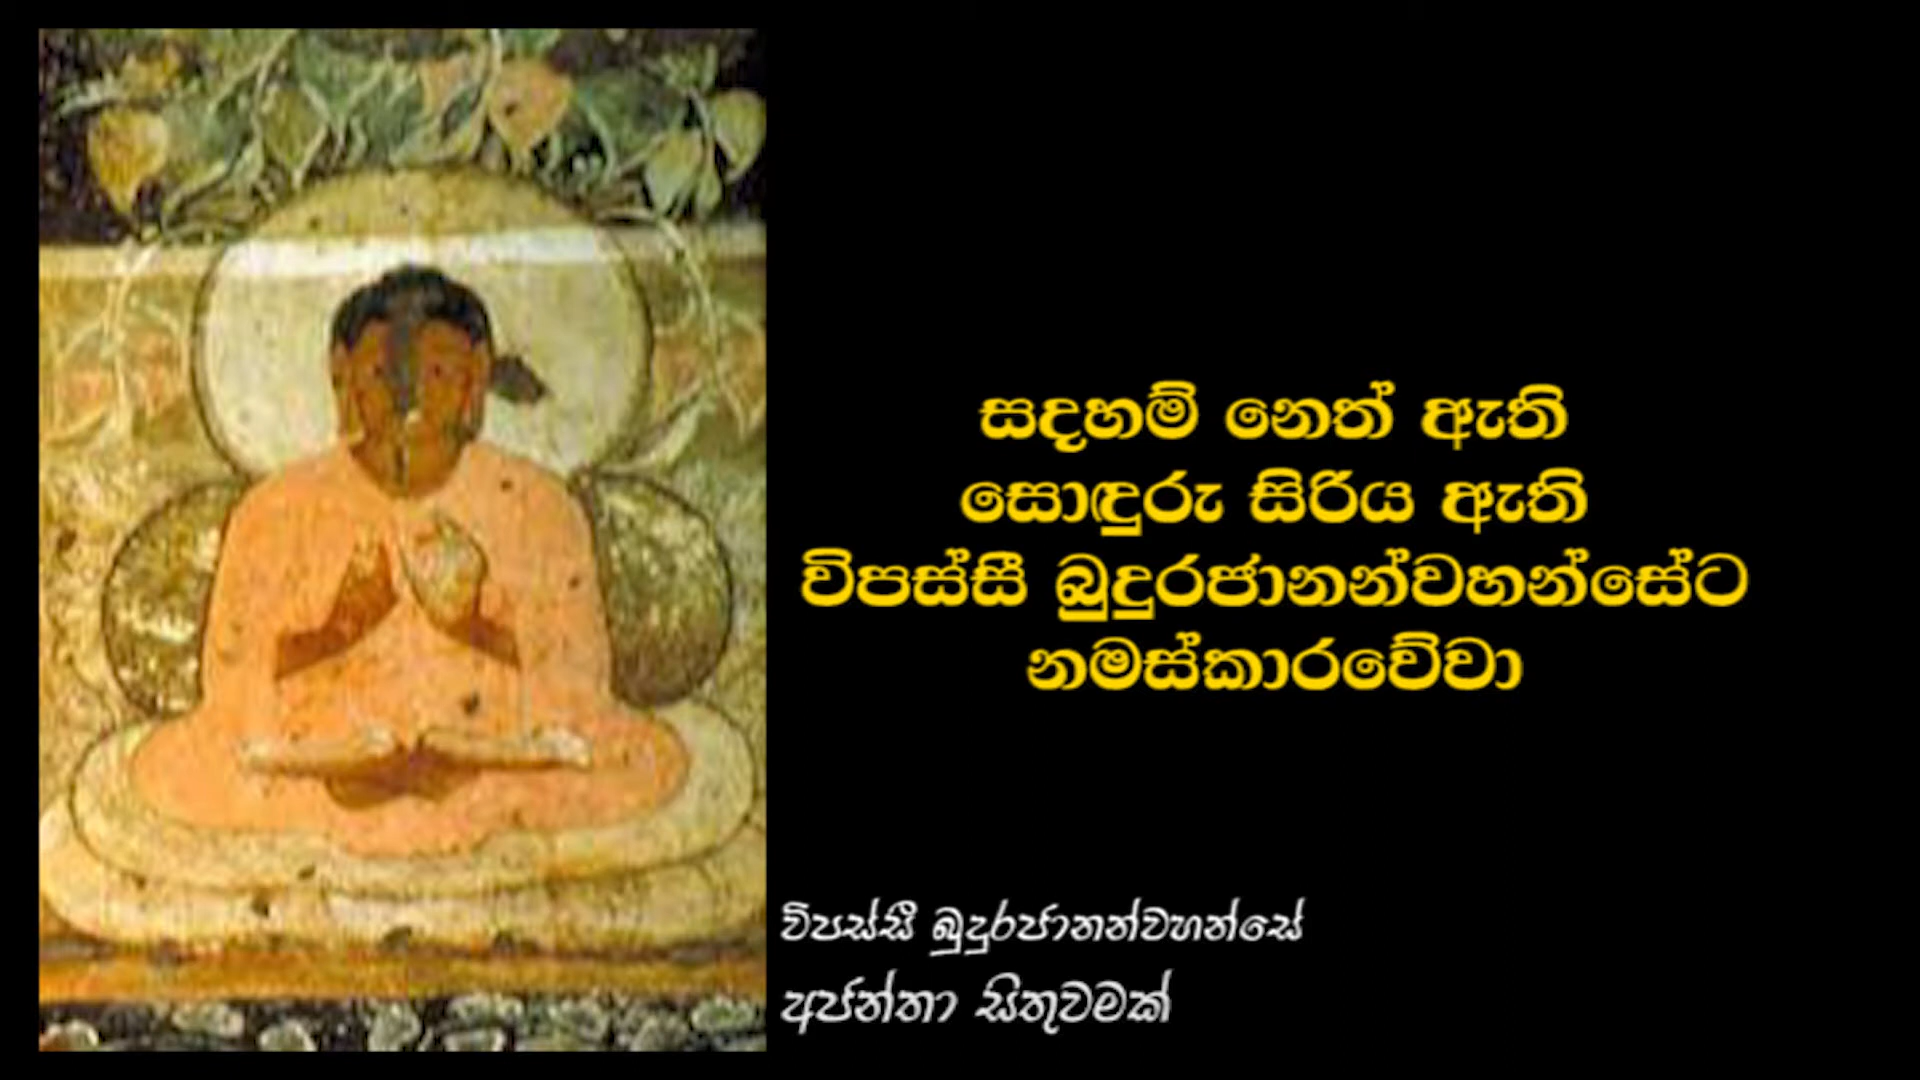 සදහම් නෙත් ඇති
සොඳුරු සිරිය ඇති
විපස්සී බුදුරජානන්වහන්සේට
නමස්කාරවේවා
විපස්සී බුදුරජානන්වහන්සේ
අජන්තා සිතුවමක්